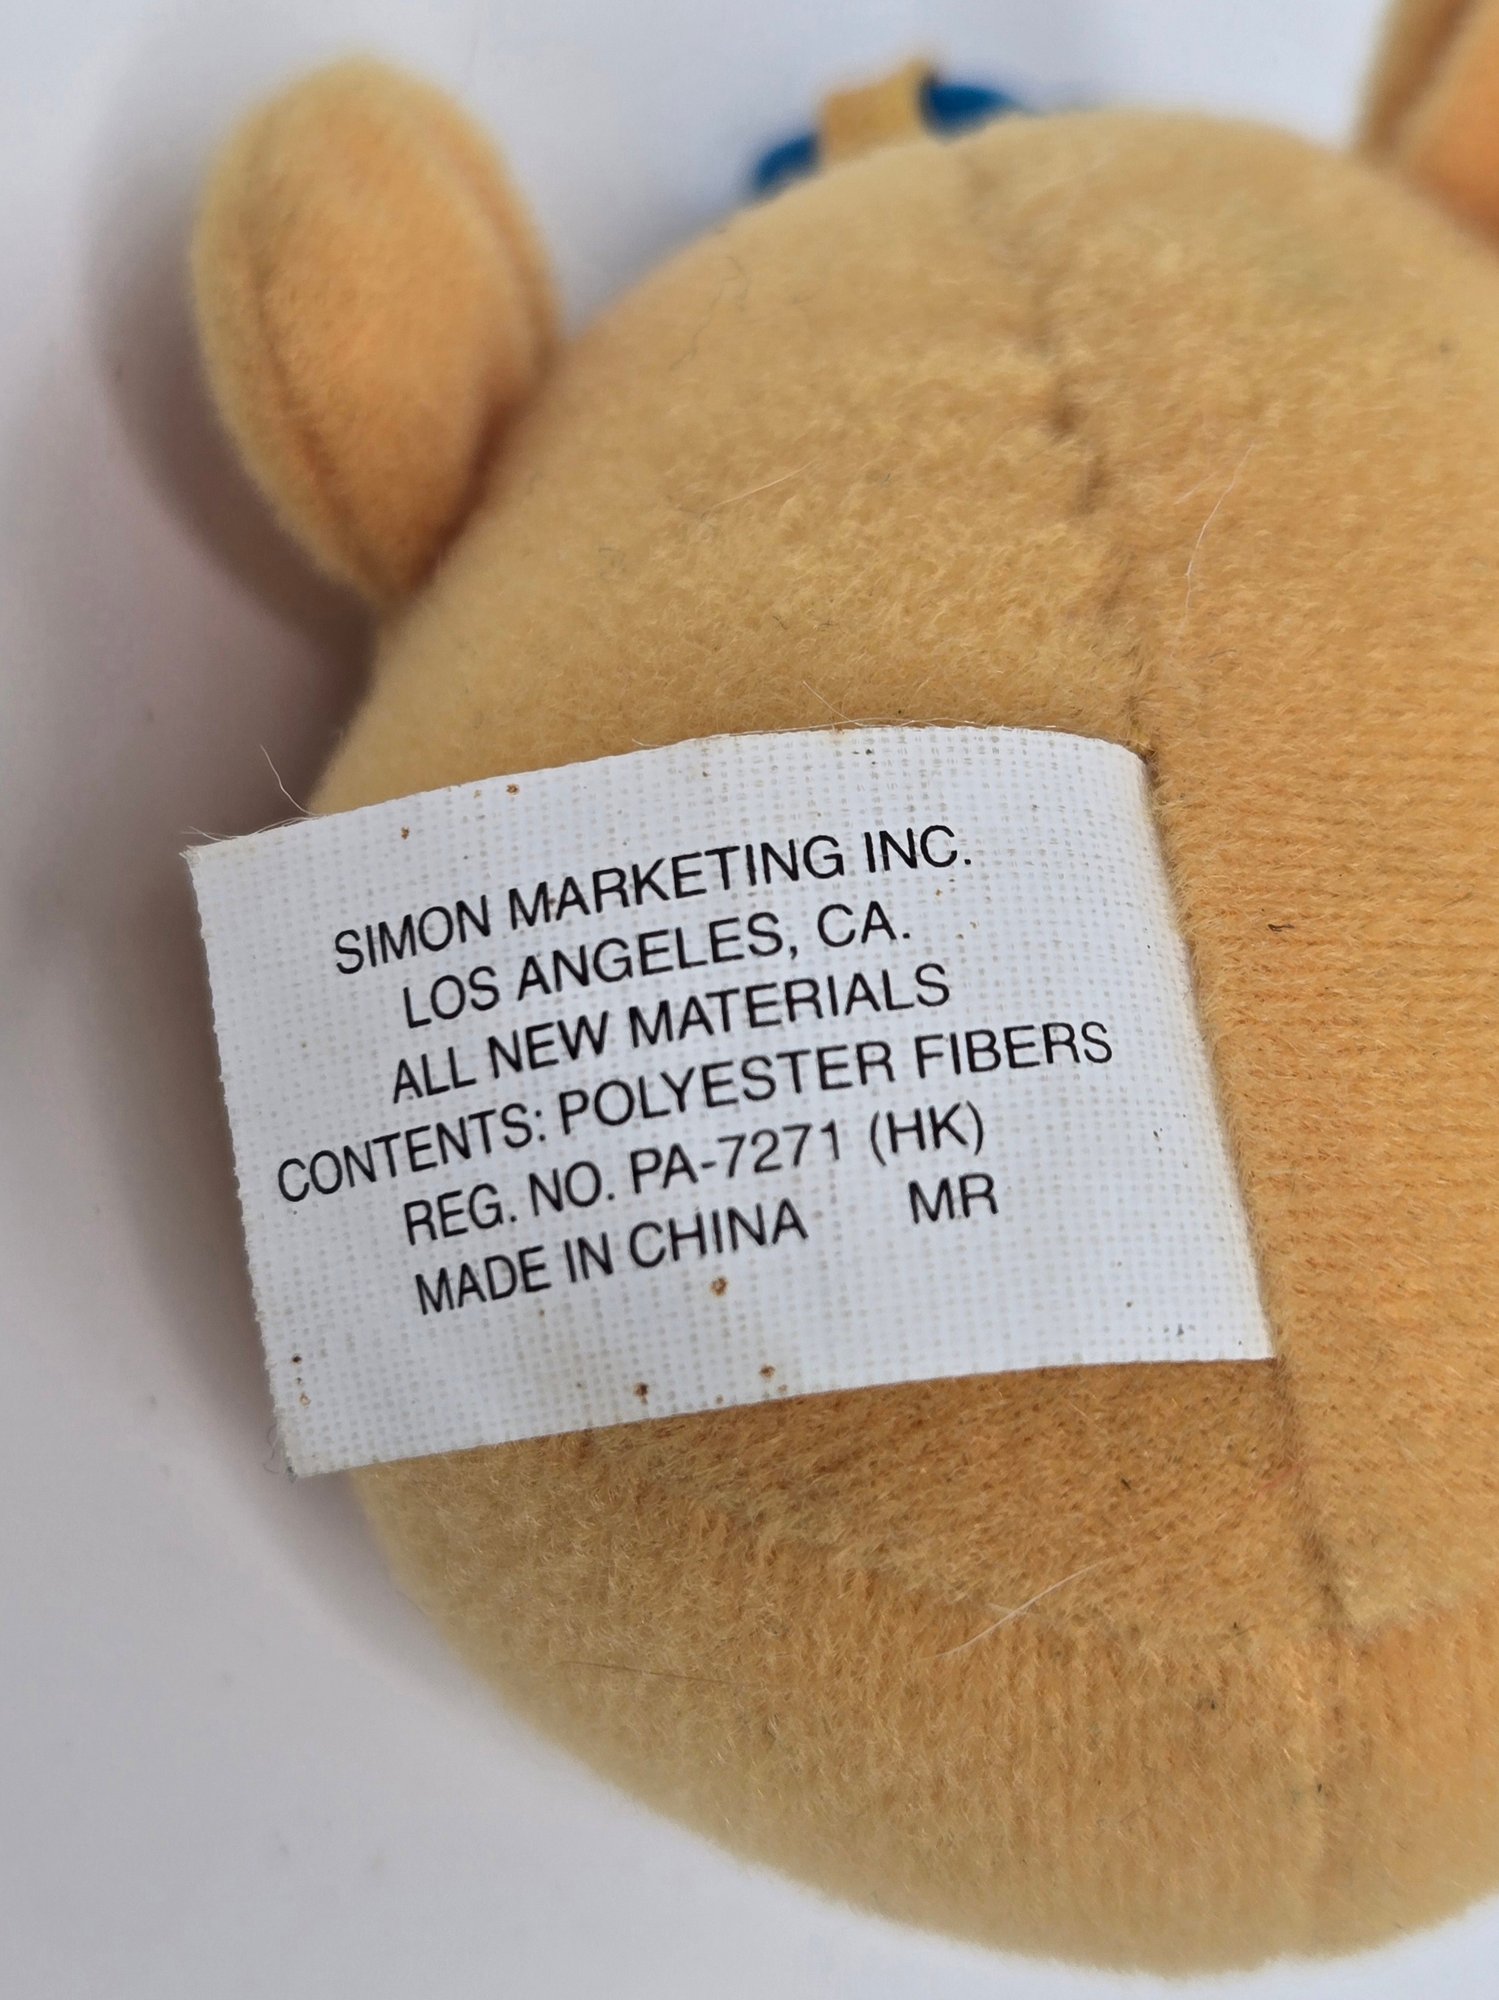 SIMON MARKETING INC.
LOS ANGELES, CA.
ALL NEW MATERIALS
CONTENTS: POLYESTER FIBERS
REG. NO. PA-7271 (HK)
MADE IN CHINA MR